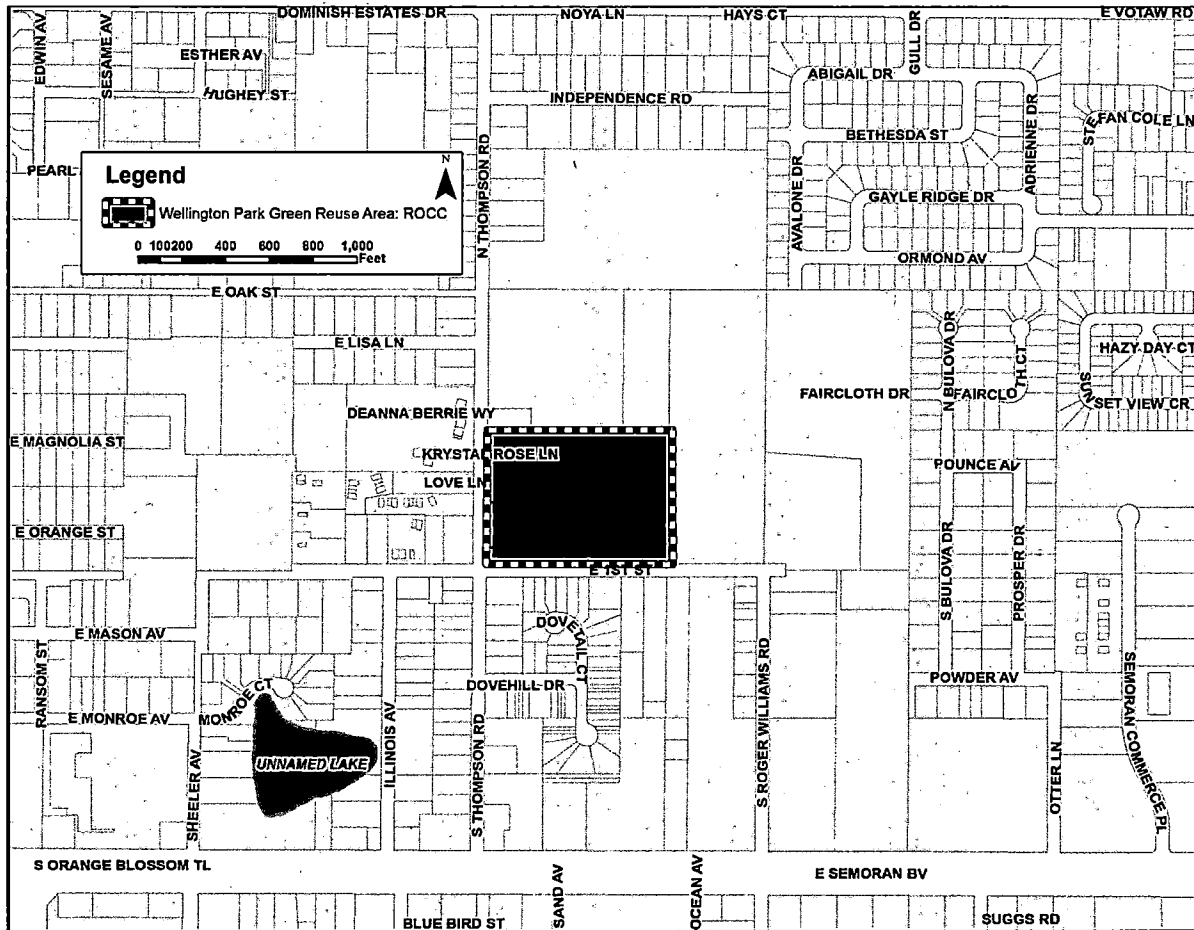 DOMINISH ESTATES DR
NOYA LN
HAYS CT
E VOTAW RD
EDWIN AV
SESAME AV
ESTHER AV
HUGHEY ST
GULL DR
ABIGAIL DR
INDEPENDENCE RD
BETHESDA ST
ADRIENNE DR
STEFAN COLE LN
PEARL
N THOMPSON RD
AVALONE DR
GAYLE RIDGE DR
ORMOND AV
Legend
N
Wellington Park Green Reuse Area: ROCC
0 100200 400 600 800 1,000
Feet
E OAK ST
E LISA LN
N BULOVA DR
FAIRCLOTH CT
HAZY DAY CT
FAIRCLOTH DR
SUNSET VIEW CR
DEANNA BERRIE WY
E MAGNOLIA ST
KRYSTAL ROSE LN
LOVE LN
POUNCE AV
E ORANGE ST
S BULOVA DR
PROSPER DR
E 1ST ST
E MASON AV
DOVETAIL CT
RANSOM ST
MONROE CT
DOVEHILL DR
POWDER AV
E MONROE AV
UNNAMED LAKE
ILLINOIS AV
S THOMPSON RD
S ROGER WILLIAMS RD
SHEELER AV
OTTER LN
SEMORAN COMMERCE PL
S ORANGE BLOSSOM TL
E SEMORAN BV
SAND AV
OCEAN AV
BLUE BIRD ST
SUGGS RD